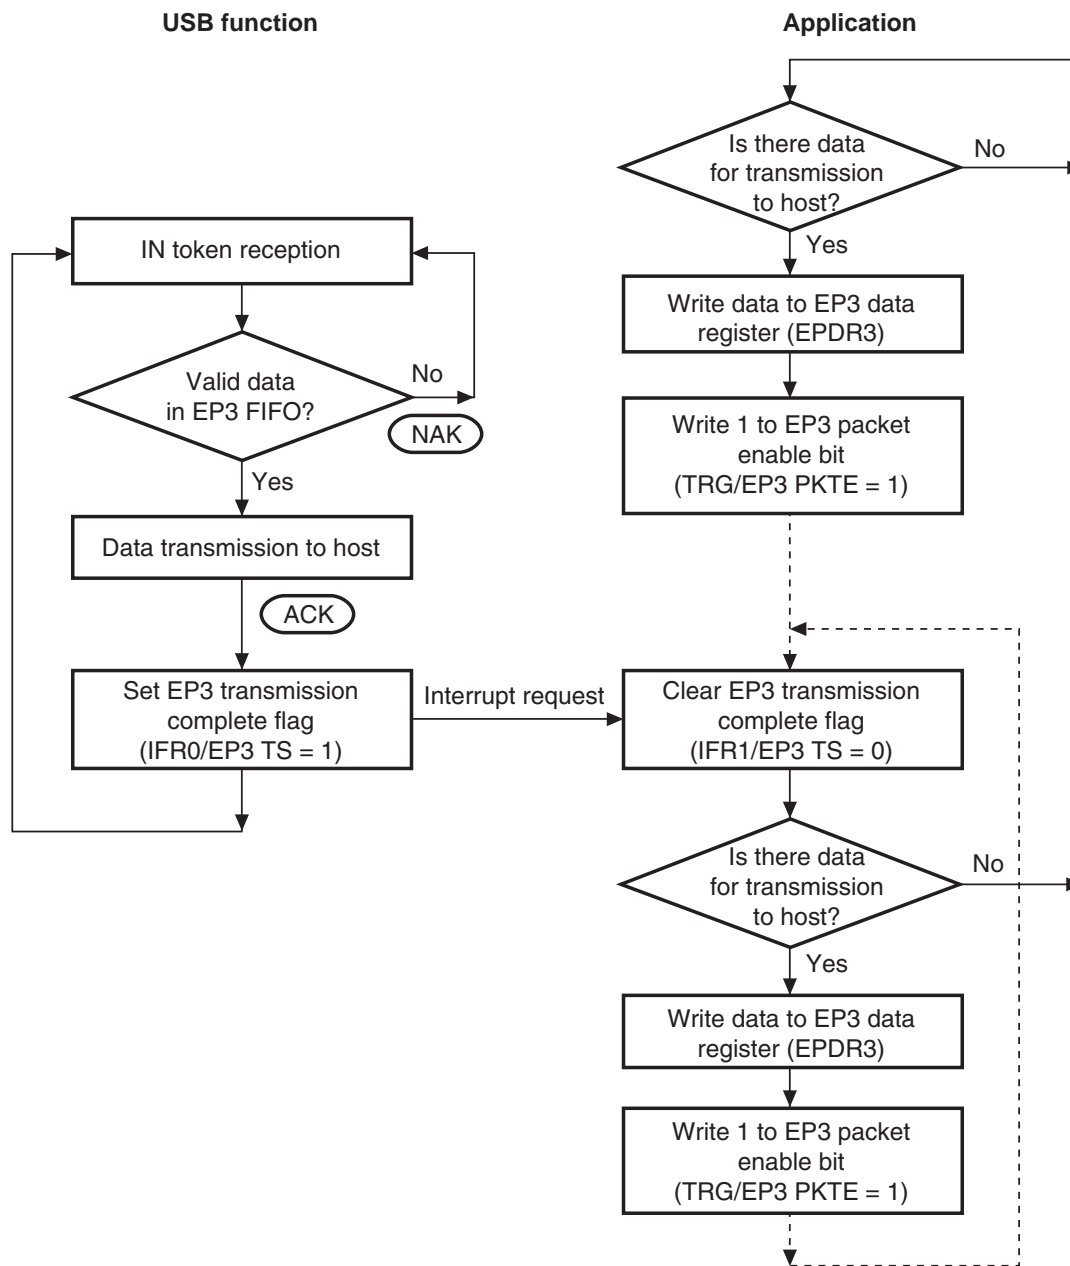 USB function
IN token reception
Valid data
in EP3 FIFO?
No
NAK
Yes
Data transmission to host
ACK
Set EP3 transmission
complete flag
(IFR0/EP3 TS = 1)
Interrupt request
Application
Is there data
for transmission
to host?
No
Yes
Write data to EP3 data
register (EPDR3)
Write 1 to EP3 packet
enable bit
(TRG/EP3 PKTE = 1)
Clear EP3 transmission
complete flag
(IFR1/EP3 TS = 0)
Is there data
for transmission
to host?
No
Yes
Write data to EP3 data
register (EPDR3)
Write 1 to EP3 packet
enable bit
(TRG/EP3 PKTE = 1)